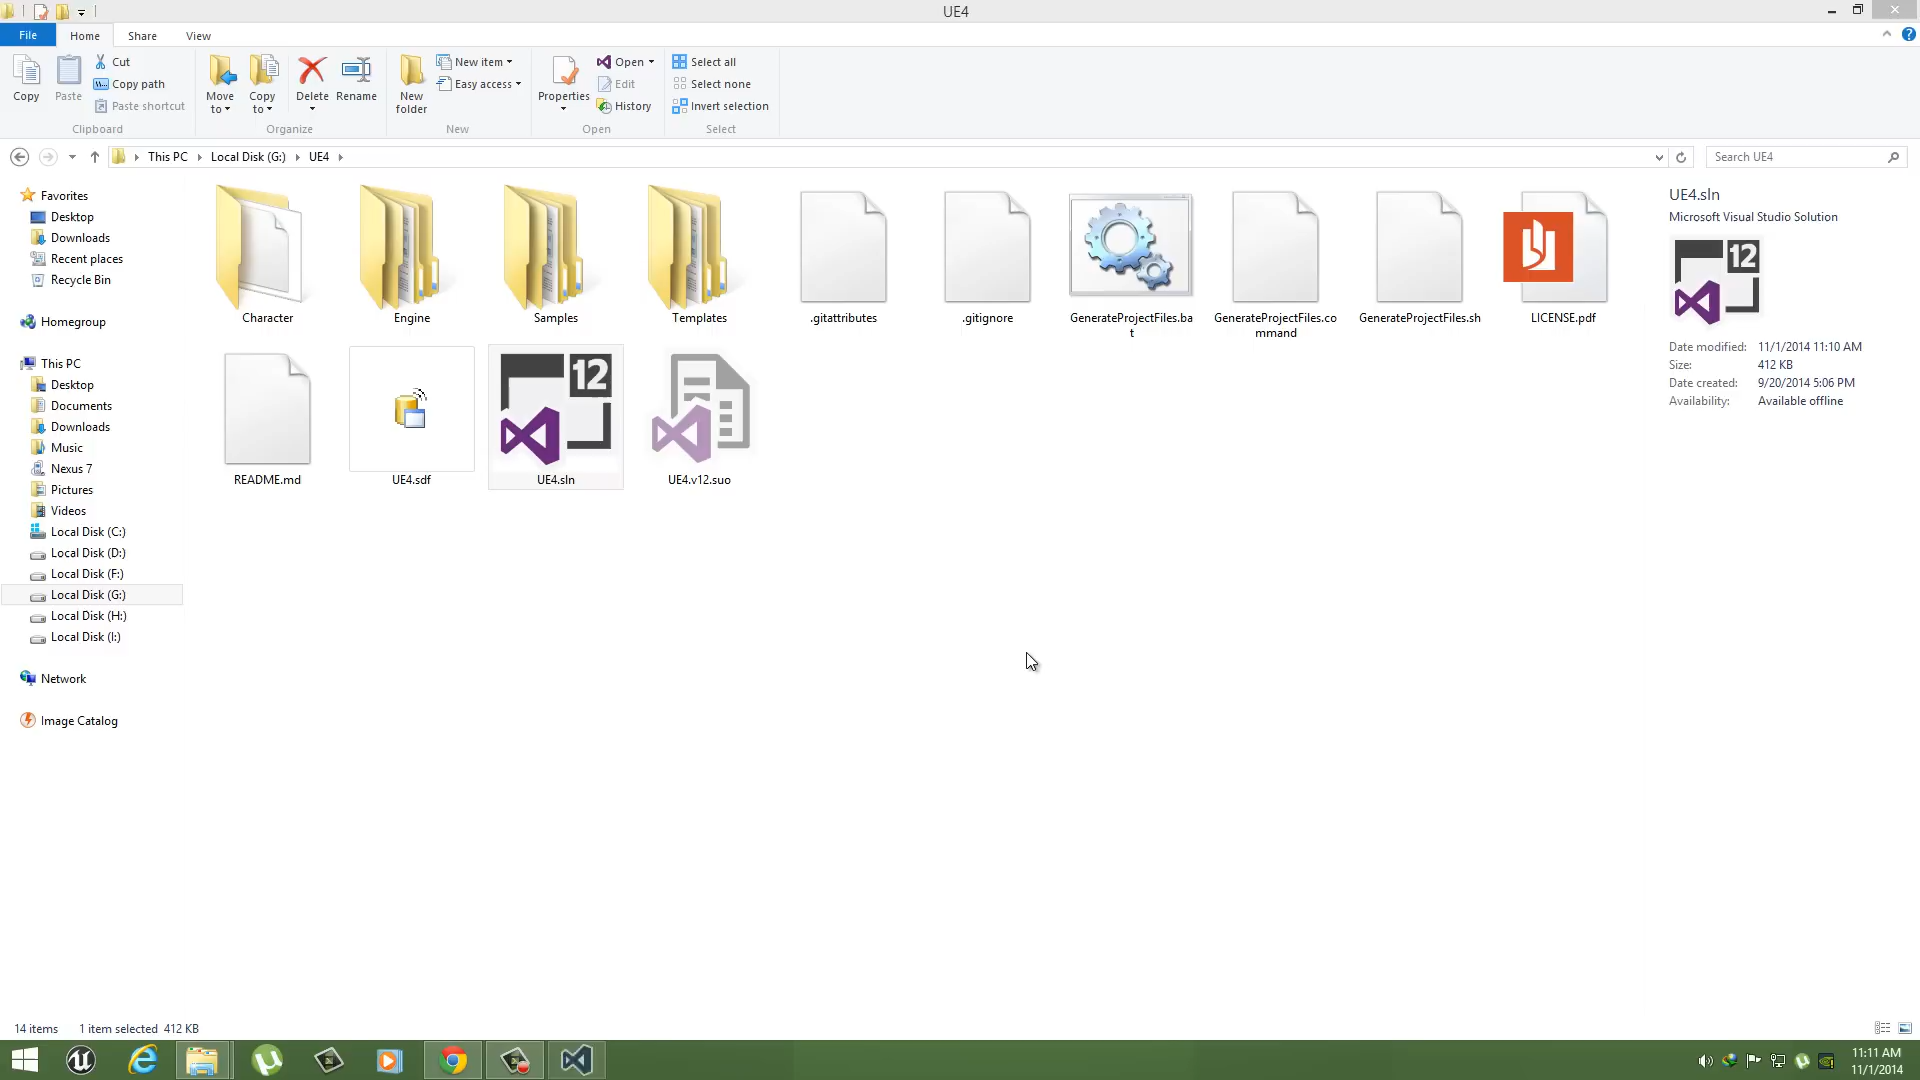 UE4
File Home Share View
Copy
Paste
Cut
Copy path
Paste shortcut
Clipboard
Move to
Copy to
Delete
Rename
Organize
New folder
New item
Easy access
New
Properties
Open
Edit
History
Open
Select all
Select none
Invert selection
Select
This PC Local Disk (G:) UE4
Search UE4
Favorites
Desktop
Downloads
Recent places
Recycle Bin
Homegroup
This PC
Desktop
Documents
Downloads
Music
Nexus 7
Pictures
Videos
Local Disk (C:)
Local Disk (D:)
Local Disk (F:)
Local Disk (G:)
Local Disk (H:)
Local Disk (I:)
Network
Image Catalog
Character
Engine
Samples
Templates
.gitattributes
.gitignore
GenerateProjectFiles.ba
t
GenerateProjectFiles.co
mmand
GenerateProjectFiles.sh
LICENSE.pdf
README.md
UE4.sdf
12
UE4.sln
UE4.v12.suo
UE4.sln
Microsoft Visual Studio Solution
12
Date modified: 11/1/2014 11:10 AM
Size: 412 KB
Date created: 9/20/2014 5:06 PM
Availability: Available offline
14 items 1 item selected 412 KB
11:11 AM
11/1/2014